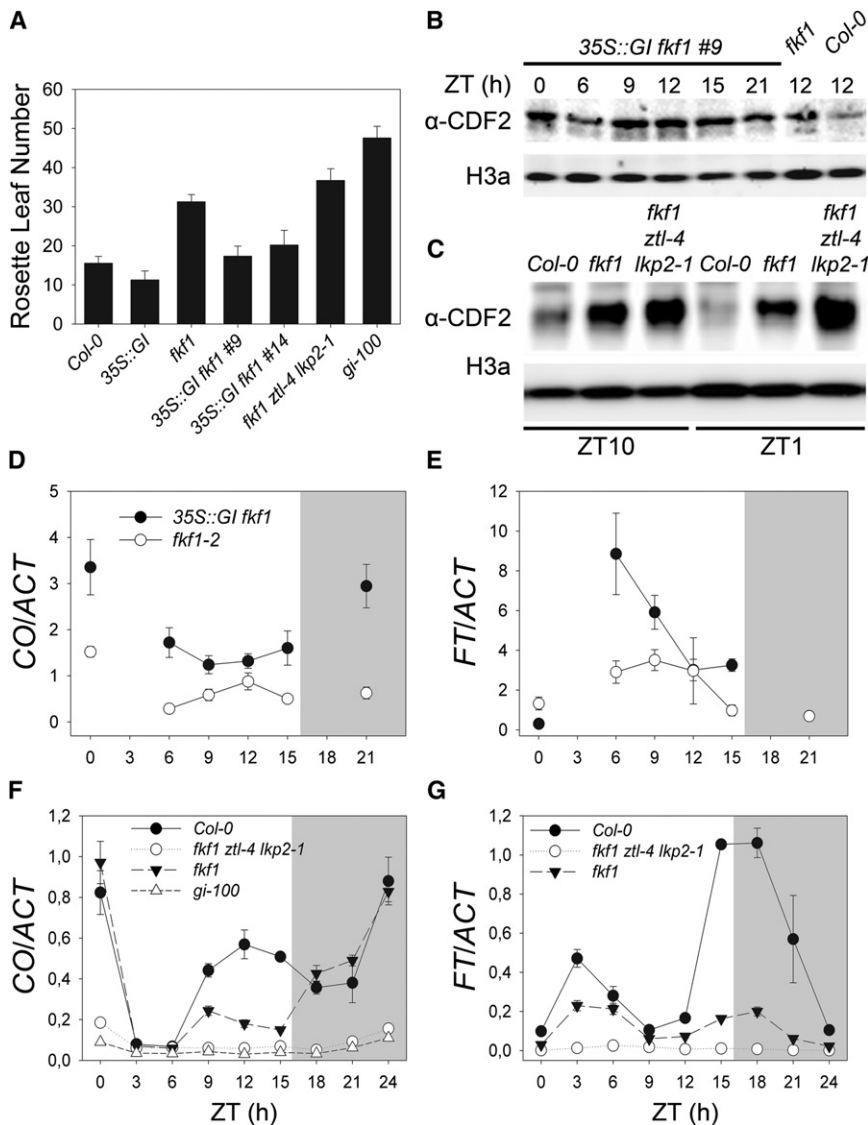 A
Rosette Leaf Number
60
50
40
30
20
10
0
Col-0
35S::GI
fkf1
35S::GI fkf1 #9
35S::GI fkf1 #14
fkf1 ztl-4 lkp2-1
gi-100
B
35S::GI fkf1 #9 fkf1 Col-0
ZT (h) 0 6 9 12 15 21 12 12
α-CDF2
H3a
C
fkf1 fkf1
ztl-4 ztl-4
Col-0 fkf1 lkp2-1 Col-0 fkf1 lkp2-1
α-CDF2
H3a
ZT10 ZT1
D
CO/ACT
5
4
3
2
1
0
35S::GI fkf1
fkf1-2
0 3 6 9 12 15 18 21
E
FT/ACT
12
10
8
6
4
2
0
0 3 6 9 12 15 18 21
F
CO/ACT
1,2
1,0
0,8
0,6
0,4
0,2
0,0
Col-0
fkf1 ztl-4 lkp2-1
fkf1
gi-100
0 3 6 9 12 15 18 21 24
ZT (h)
G
FT/ACT
1,2
1,0
0,8
0,6
0,4
0,2
0,0
Col-0
fkf1 ztl-4 lkp2-1
fkf1
0 3 6 9 12 15 18 21 24
ZT (h)